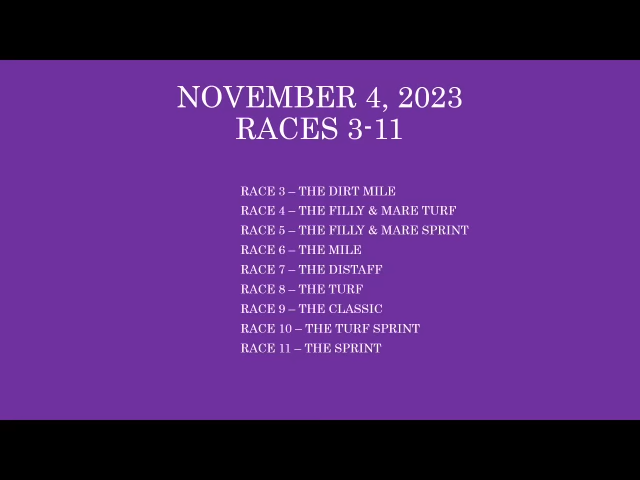 NOVEMBER 4, 2023
RACES 3-11
RACE 3 – THE DIRT MILE
RACE 4 – THE FILLY & MARE TURF
RACE 5 – THE FILLY & MARE SPRINT
RACE 6 – THE MILE
RACE 7 – THE DISTAFF
RACE 8 – THE TURF
RACE 9 – THE CLASSIC
RACE 10 – THE TURF SPRINT
RACE 11 – THE SPRINT